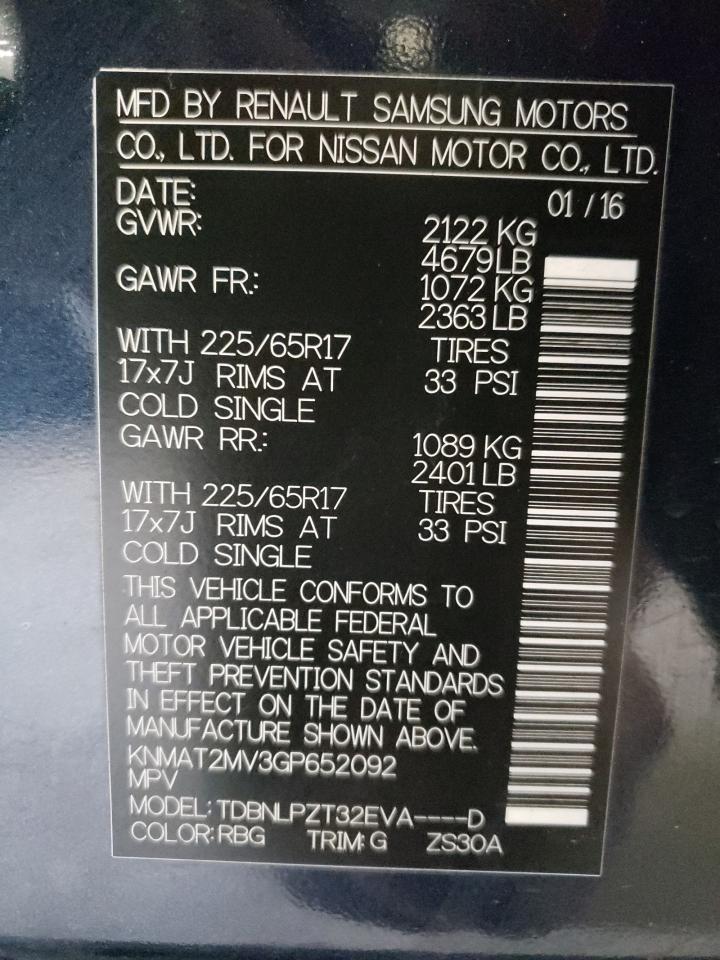 MFD BY RENAULT SAMSUNG MOTORS
CO., LTD. FOR NISSAN MOTOR CO., LTD.
DATE: 01 / 16
GVWR: 2122 KG
4679 LB
GAWR FR.: 1072 KG
2363 LB
WITH 225/65R17 TIRES
17x7J RIMS AT 33 PSI
COLD SINGLE
GAWR RR.: 1089 KG
2401 LB
WITH 225/65R17 TIRES
17x7J RIMS AT 33 PSI
COLD SINGLE
THIS VEHICLE CONFORMS TO
ALL APPLICABLE FEDERAL
MOTOR VEHICLE SAFETY AND
THEFT PREVENTION STANDARDS
IN EFFECT ON THE DATE OF
MANUFACTURE SHOWN ABOVE.
KNMAT2MV3GP652092
MPV
MODEL: TDBNLPZT32EVA----D
COLOR: RBG TRIM: G ZS30A